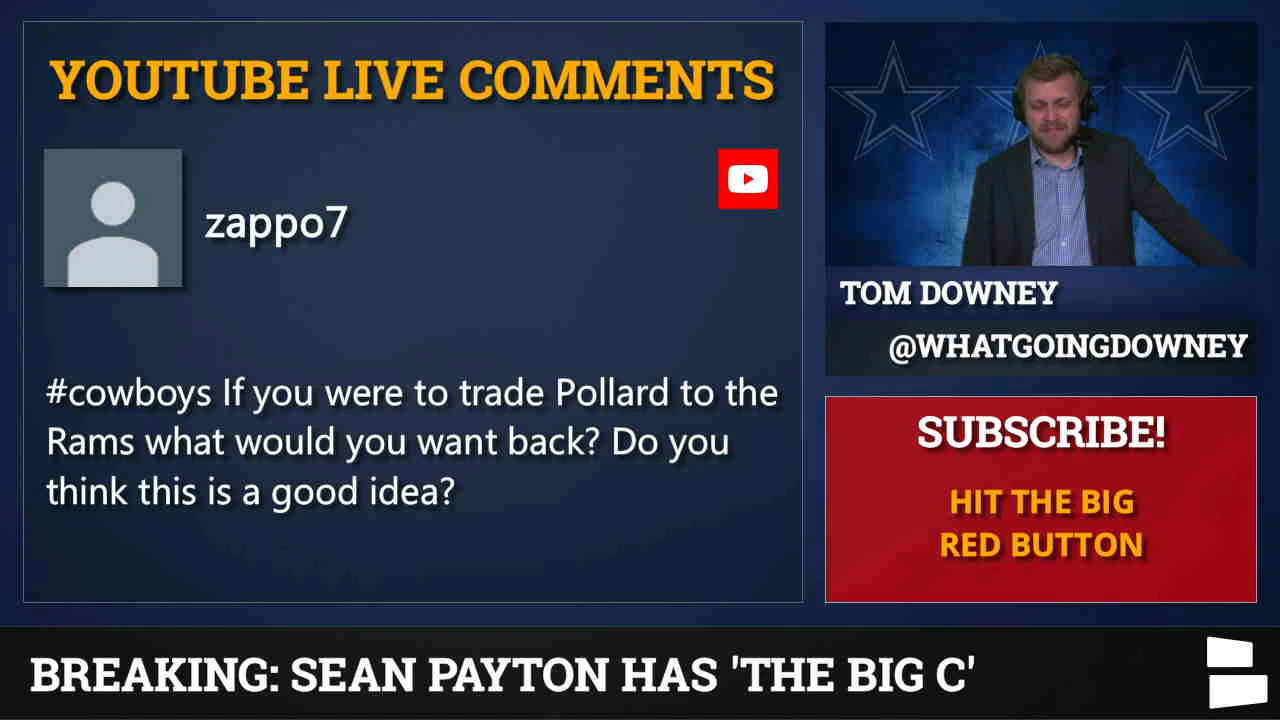 YOUTUBE LIVE COMMENTS
zappo7
#cowboys If you were to trade Pollard to the
Rams what would you want back? Do you
think this is a good idea?
TOM DOWNEY
@WHATGOINGDOWNEY
SUBSCRIBE!
HIT THE BIG
RED BUTTON
BREAKING: SEAN PAYTON HAS 'THE BIG C'